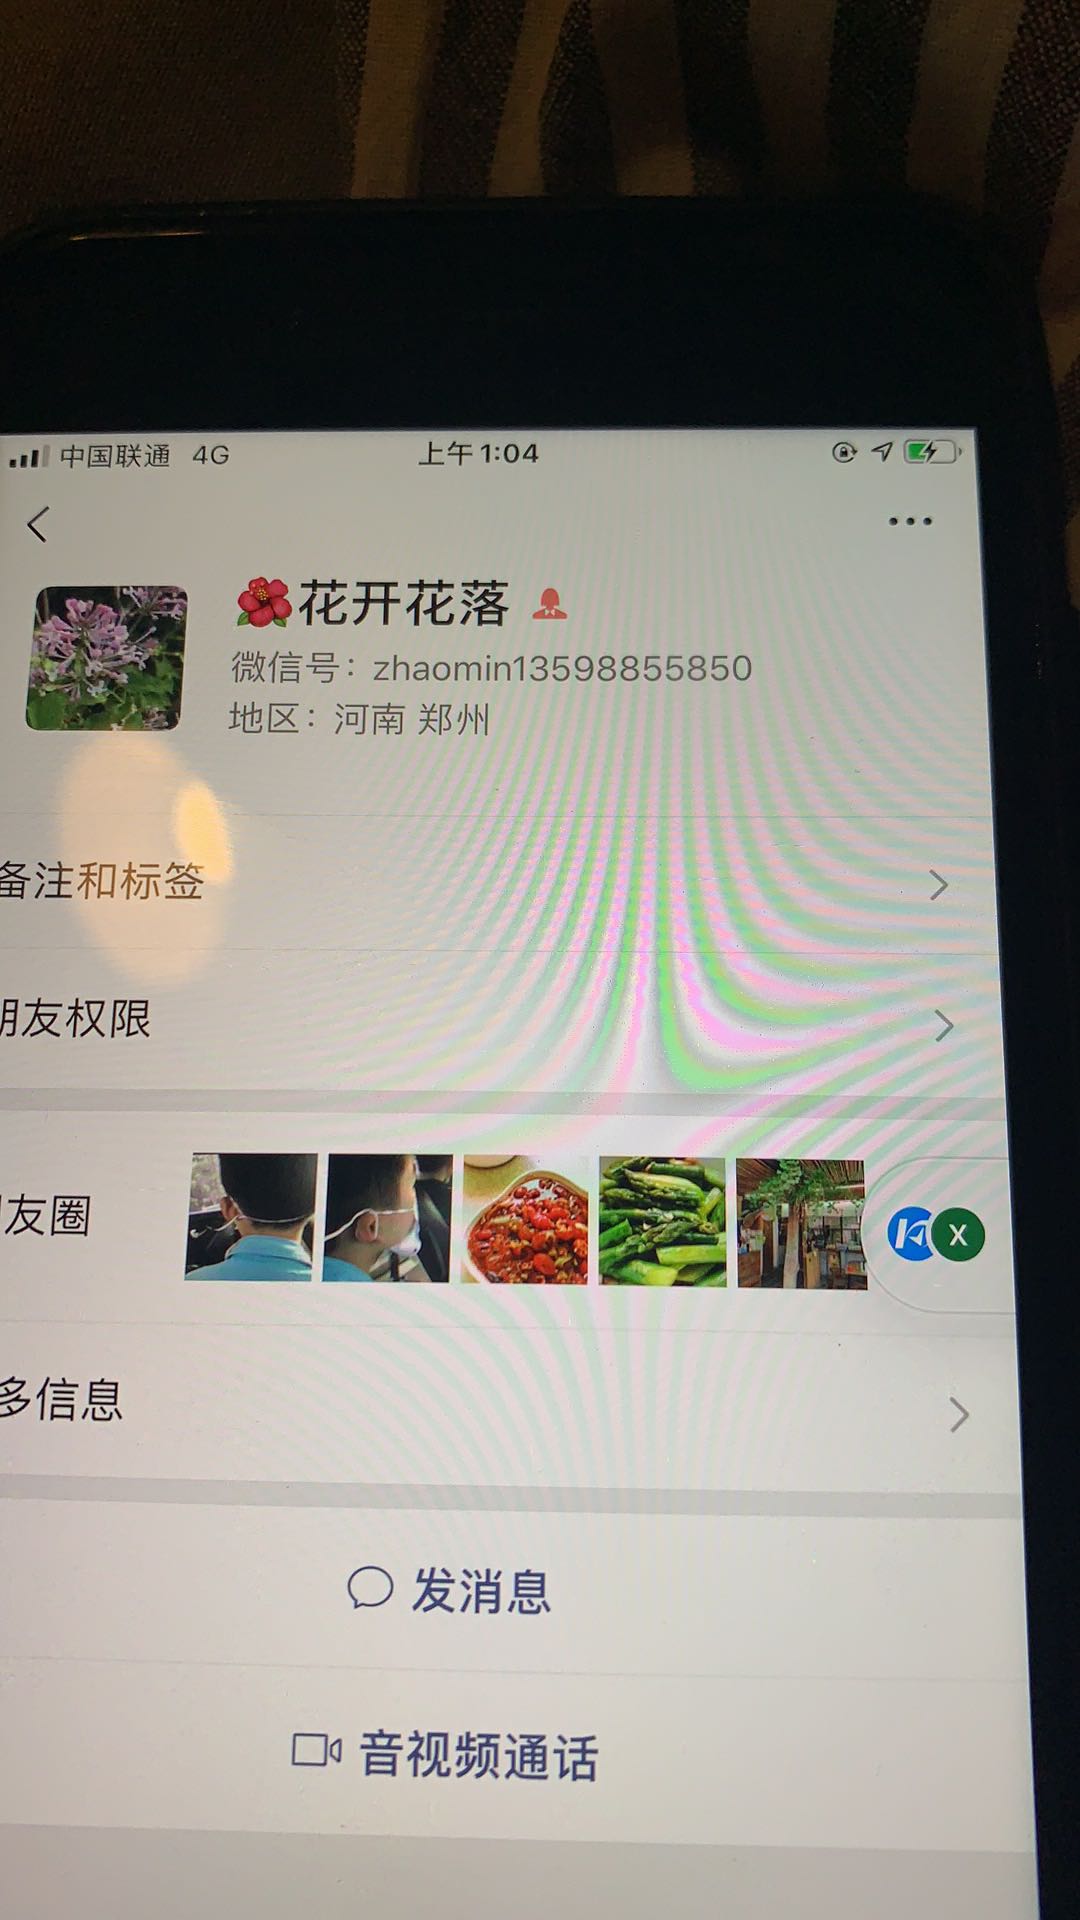 中国联通 4G 上午1:04
🌺花开花落
微信号：zhaomin13598855850
地区：河南 郑州
备注和标签
朋友权限
友圈
X
多信息
发消息
音视频通话